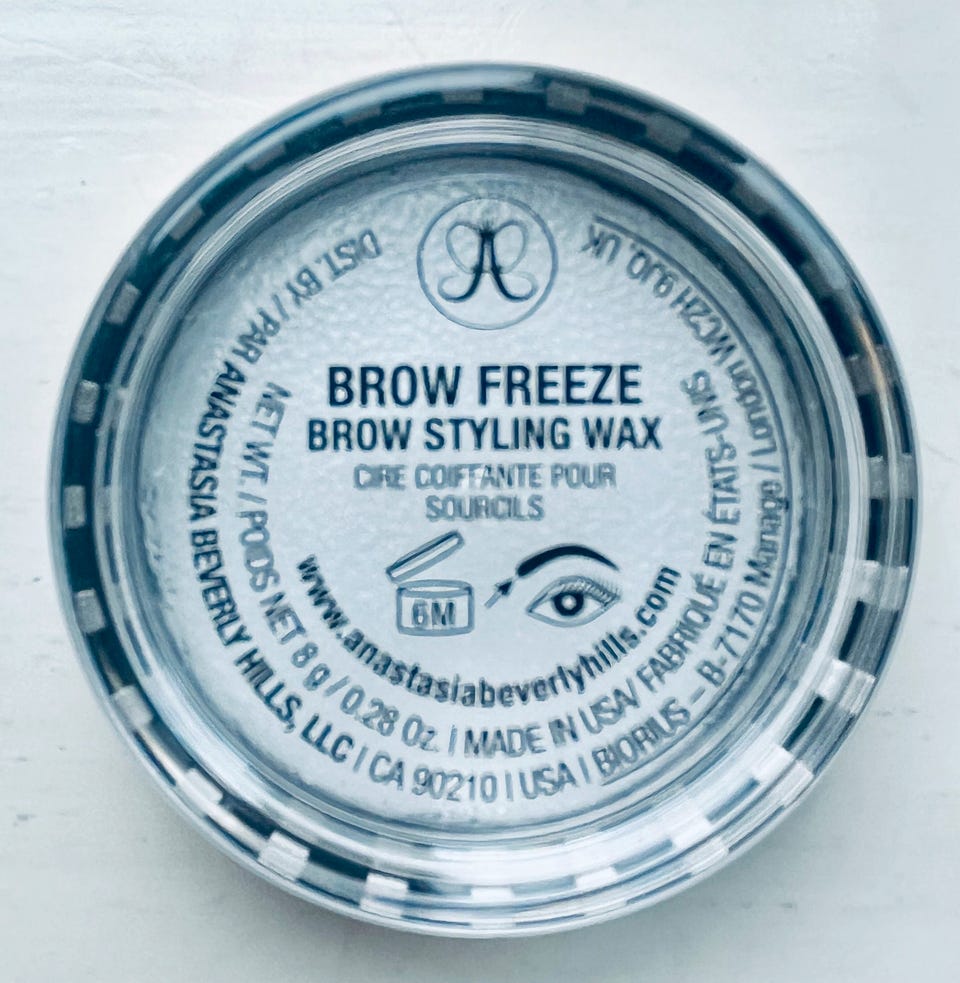 BROW FREEZE
BROW STYLING WAX
CIRE COIFFANTE POUR
SOURCILS
6M
www.anastasiabeverlyhills.com
NET WT. / POIDS NET 8 g / 0.28 Oz. | MADE IN USA/ FABRIQUÉ EN ÉTATS-UNIS
DIST. BY / PAR ANASTASIA BEVERLY HILLS, LLC | CA 90210 | USA | BIORIUS – B-7170 Manage / London WC2H 9JQ, UK